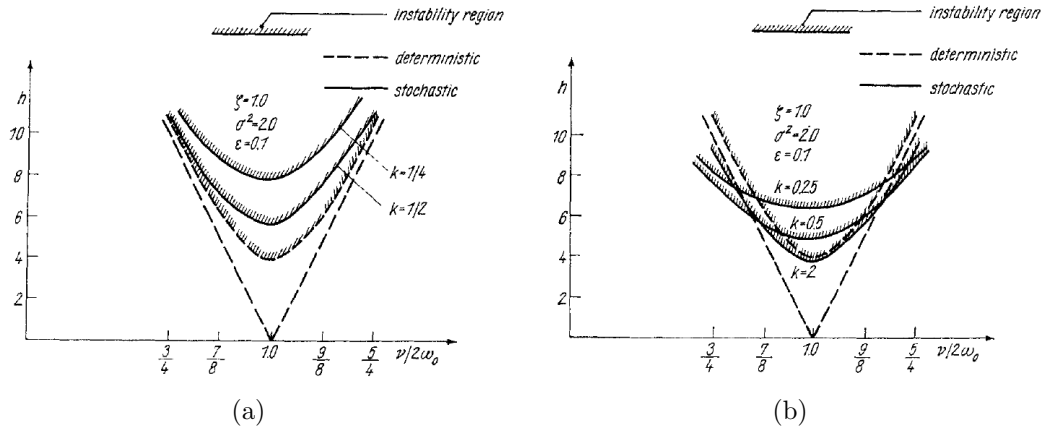 instability region
deterministic
stochastic
h
ζ=1.0
σ²=2.0
ε=0.1
10
8
6
4
2
k=1/4
k=1/2
3/4
7/8
1.0
9/8
5/4
ν/2ω₀
(a)
instability region
deterministic
stochastic
h
ζ=1.0
σ²=2.0
ε=0.1
10
8
6
4
2
k=0.25
k=0.5
k=2
3/4
7/8
1.0
9/8
5/4
ν/2ω₀
(b)